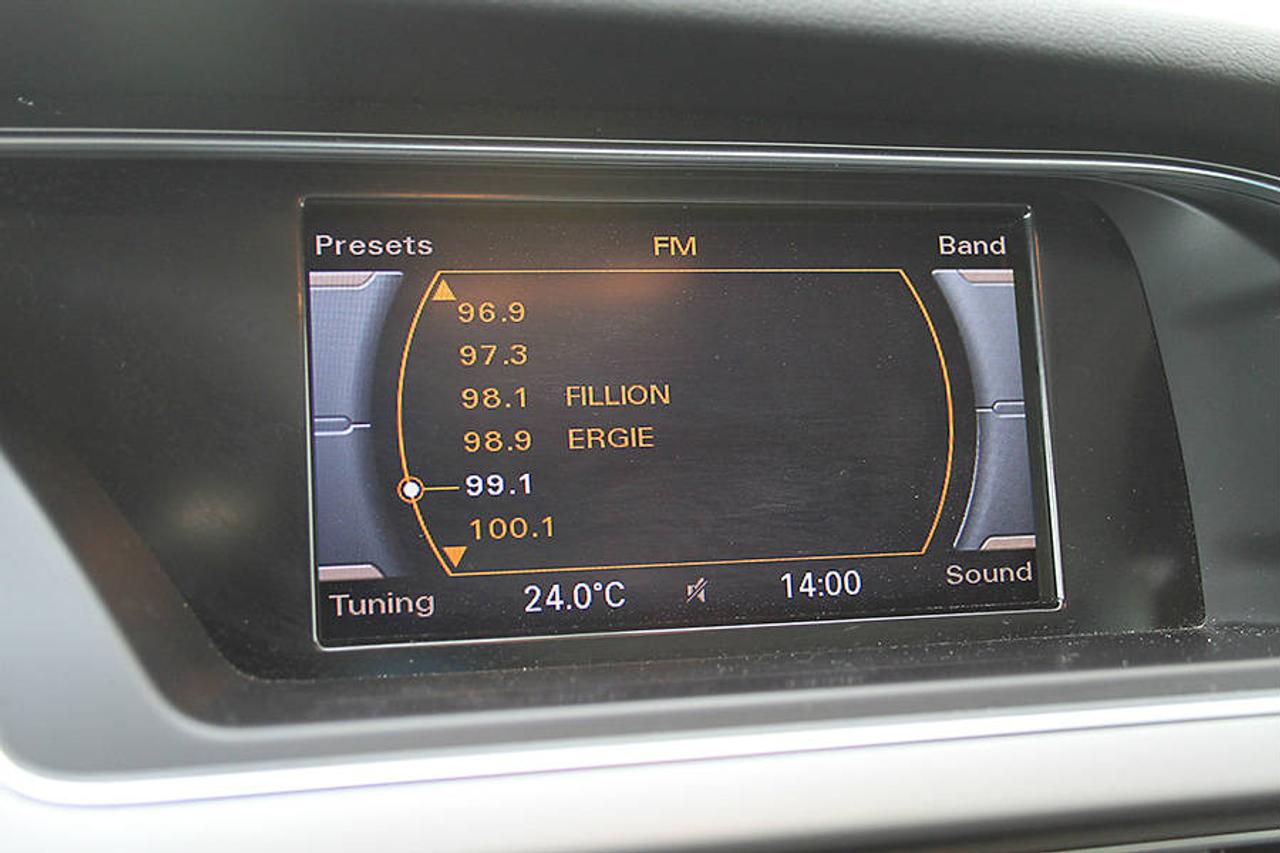 Presets FM Band
96.9
97.3
98.1 FILLION
98.9 ERGIE
99.1
100.1
Tuning 24.0°C 14:00 Sound